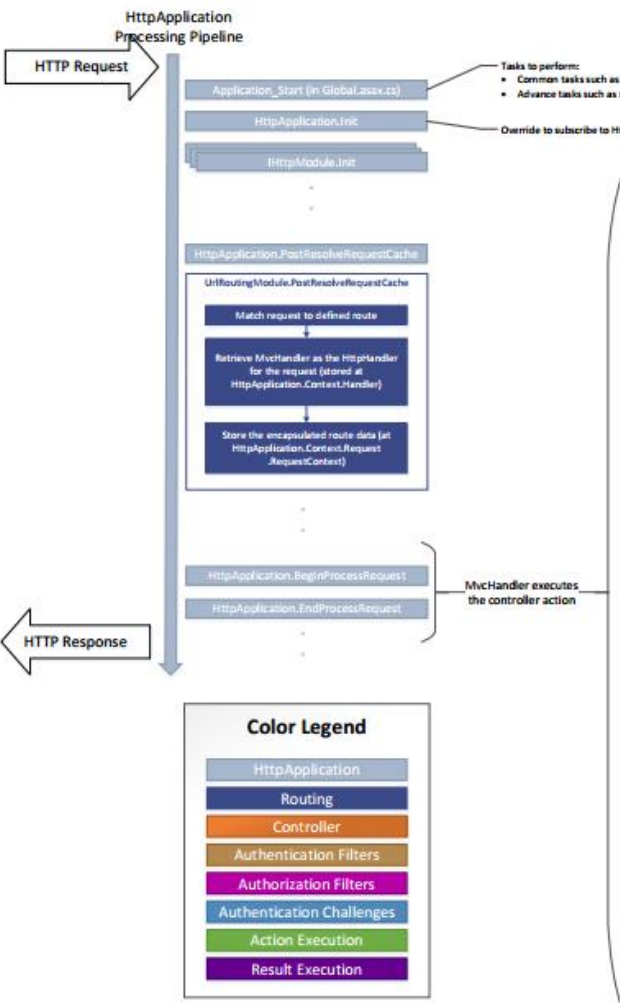 HttpApplication
Processing Pipeline
HTTP Request
Tasks to perform:
• Common tasks such as
• Advance tasks such as
Application_Start (in Global.asax.cs)
HttpApplication.Init
Override to subscribe to
IHttpModule.Init
HttpApplication.PostResolveRequestCache
UrlRoutingModule.PostResolveRequestCache
Match request to defined route
Retrieve MvcHandler as the HttpHandler
for the request (stored at
HttpApplication.Context.Handler)
Store the encapsulated route data (at
HttpApplication.Context.Request
.RequestContext)
HttpApplication.BeginProcessRequest
HttpApplication.EndProcessRequest
MvcHandler executes
the controller action
HTTP Response
Color Legend
HttpApplication
Routing
Controller
Authentication Filters
Authorization Filters
Authentication Challenges
Action Execution
Result Execution